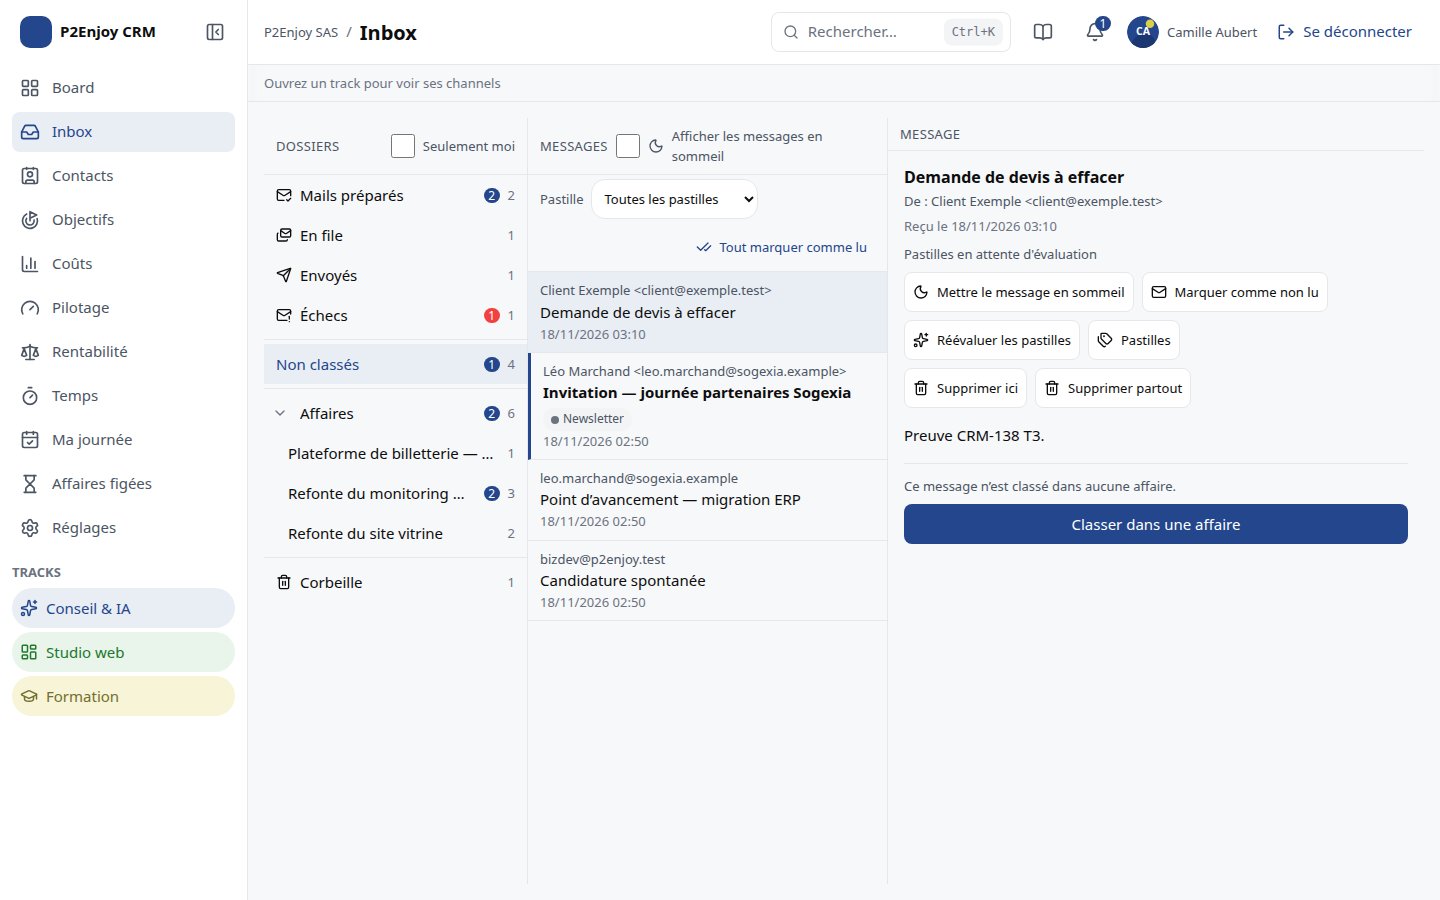 P2Enjoy CRM
Board
Inbox
Contacts
Objectifs
Coûts
Pilotage
Rentabilité
Temps
Ma journée
Affaires figées
Réglages
TRACKS
Conseil & IA
Studio web
Formation
P2Enjoy SAS / Inbox
Rechercher... Ctrl+K
1
CA Camille Aubert
Se déconnecter
Ouvrez un track pour voir ses channels
DOSSIERS Seulement moi
Mails préparés 2 2
En file 1
Envoyés 1
Échecs 1 1
Non classés 1 4
Affaires 2 6
Plateforme de billetterie — ... 1
Refonte du monitoring ... 2 3
Refonte du site vitrine 2
Corbeille 1
MESSAGES Afficher les messages en
sommeil
Pastille Toutes les pastilles
Tout marquer comme lu
Client Exemple <client@exemple.test>
Demande de devis à effacer
18/11/2026 03:10
Léo Marchand <leo.marchand@sogexia.example>
Invitation — journée partenaires Sogexia
Newsletter
18/11/2026 02:50
leo.marchand@sogexia.example
Point d’avancement — migration ERP
18/11/2026 02:50
bizdev@p2enjoy.test
Candidature spontanée
18/11/2026 02:50
MESSAGE
Demande de devis à effacer
De : Client Exemple <client@exemple.test>
Reçu le 18/11/2026 03:10
Pastilles en attente d'évaluation
Mettre le message en sommeil Marquer comme non lu
Réévaluer les pastilles Pastilles
Supprimer ici Supprimer partout
Preuve CRM-138 T3.
Ce message n’est classé dans aucune affaire.
Classer dans une affaire